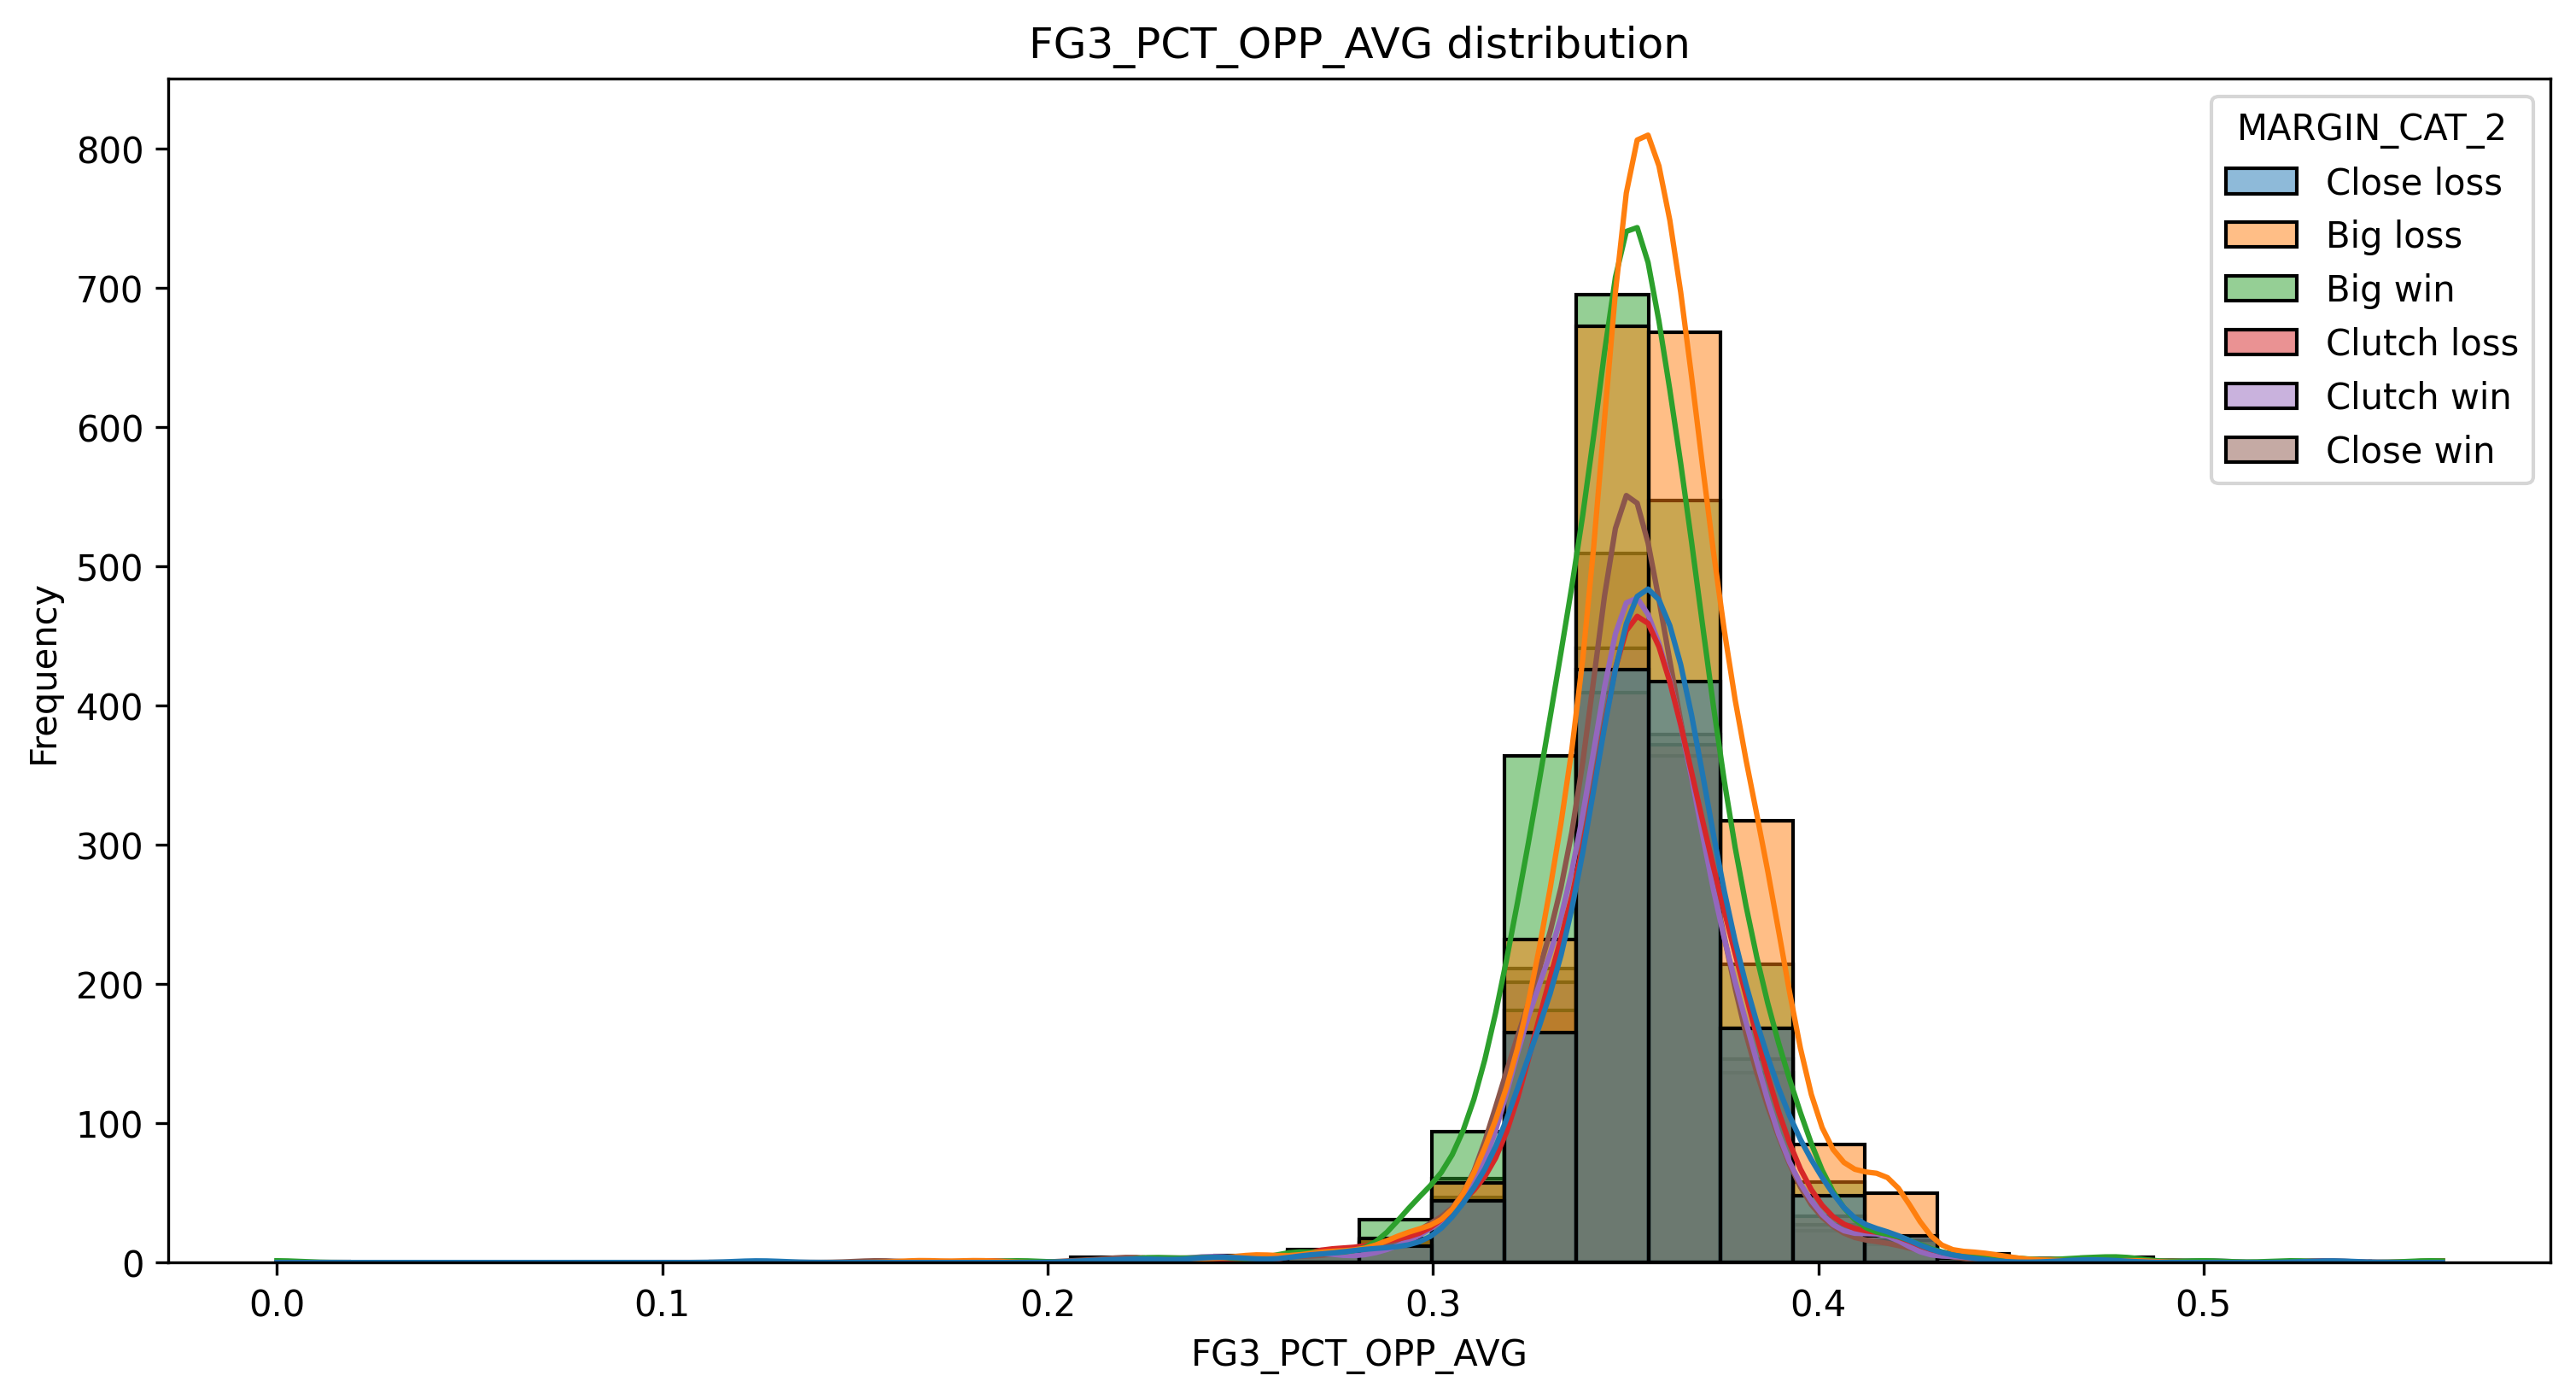 FG3_PCT_OPP_AVG distribution
MARGIN_CAT_2
Close loss
Big loss
Big win
Clutch loss
Clutch win
Close win
Frequency
800
700
600
500
400
300
200
100
0
0.0 0.1 0.2 0.3 0.4 0.5
FG3_PCT_OPP_AVG